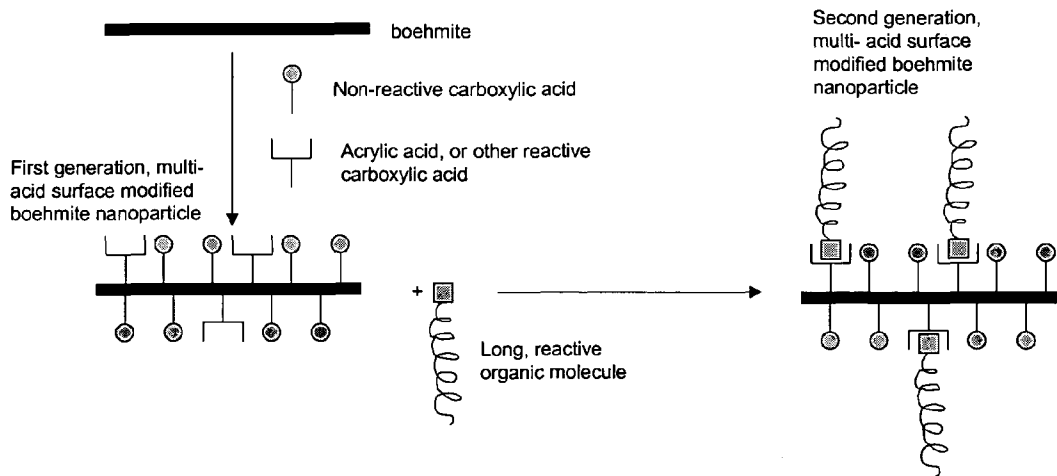 boehmite
Non-reactive carboxylic acid
Acrylic acid, or other reactive
carboxylic acid
First generation, multi-
acid surface modified
boehmite nanoparticle
+
Long, reactive
organic molecule
Second generation,
multi- acid surface
modified boehmite
nanoparticle